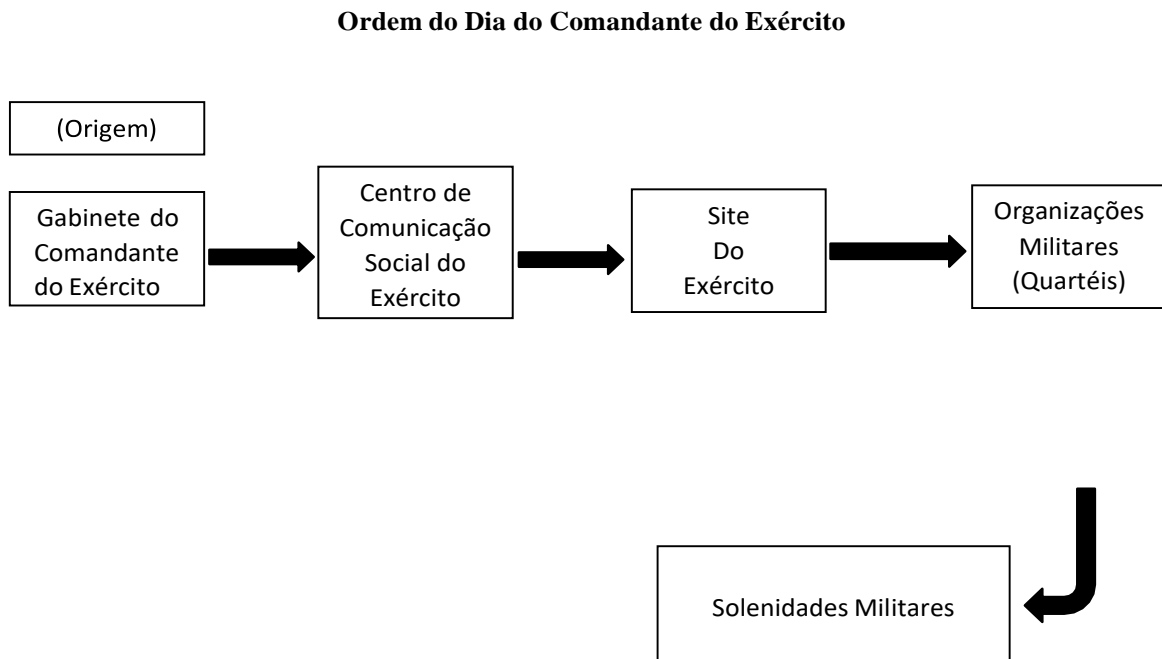 Ordem do Dia do Comandante do Exército
(Origem)
Gabinete do
Comandante
do Exército
Centro de
Comunicação
Social do
Exército
Site
Do
Exército
Organizações
Militares
(Quartéis)
Solenidades Militares